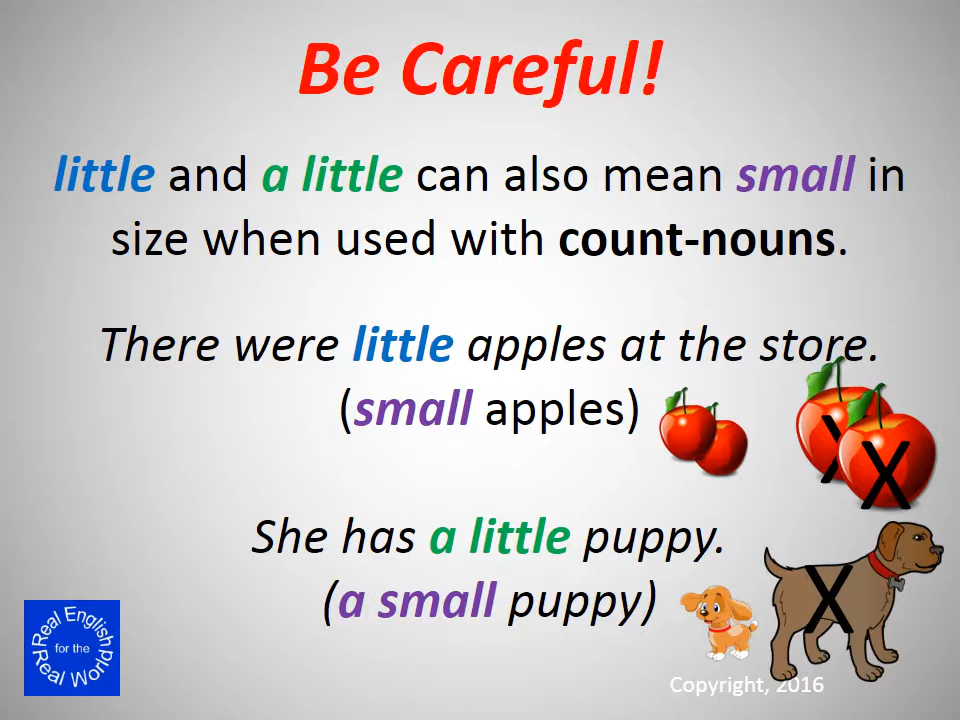 Be Careful!
little and a little can also mean small in
size when used with count-nouns.
There were little apples at the store.
(small apples)
X
X
She has a little puppy.
(a small puppy)
X
Real English
for the
Real World
Copyright, 2016